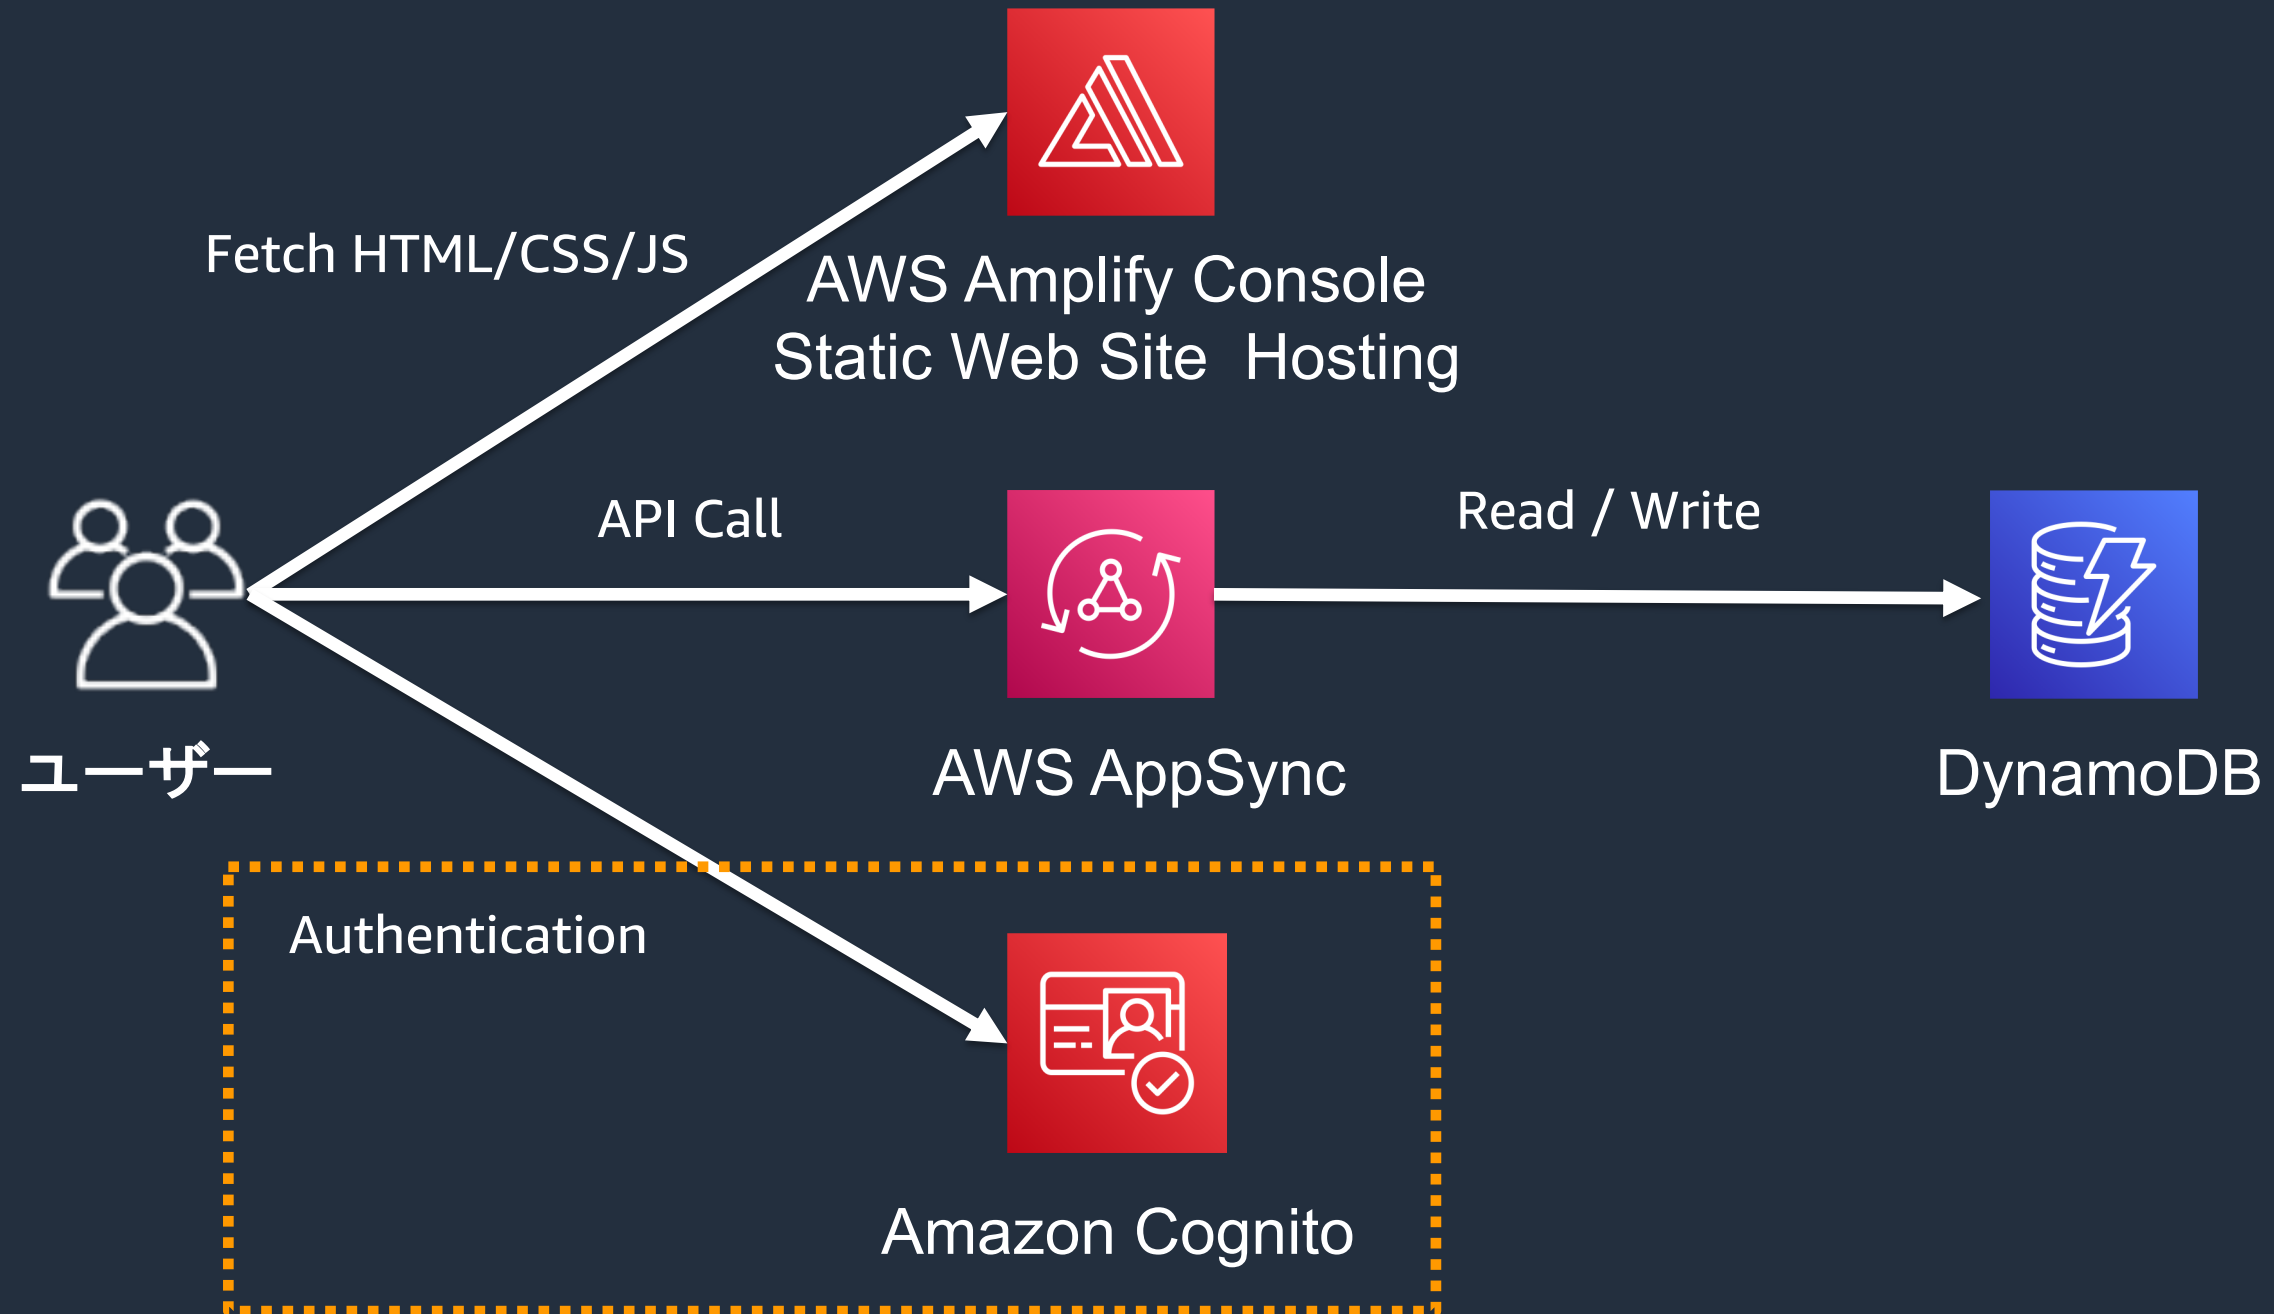 Fetch HTML/CSS/JS
AWS Amplify Console
Static Web Site  Hosting
API Call
Read / Write
ユーザー
AWS AppSync
DynamoDB
Authentication
Amazon Cognito